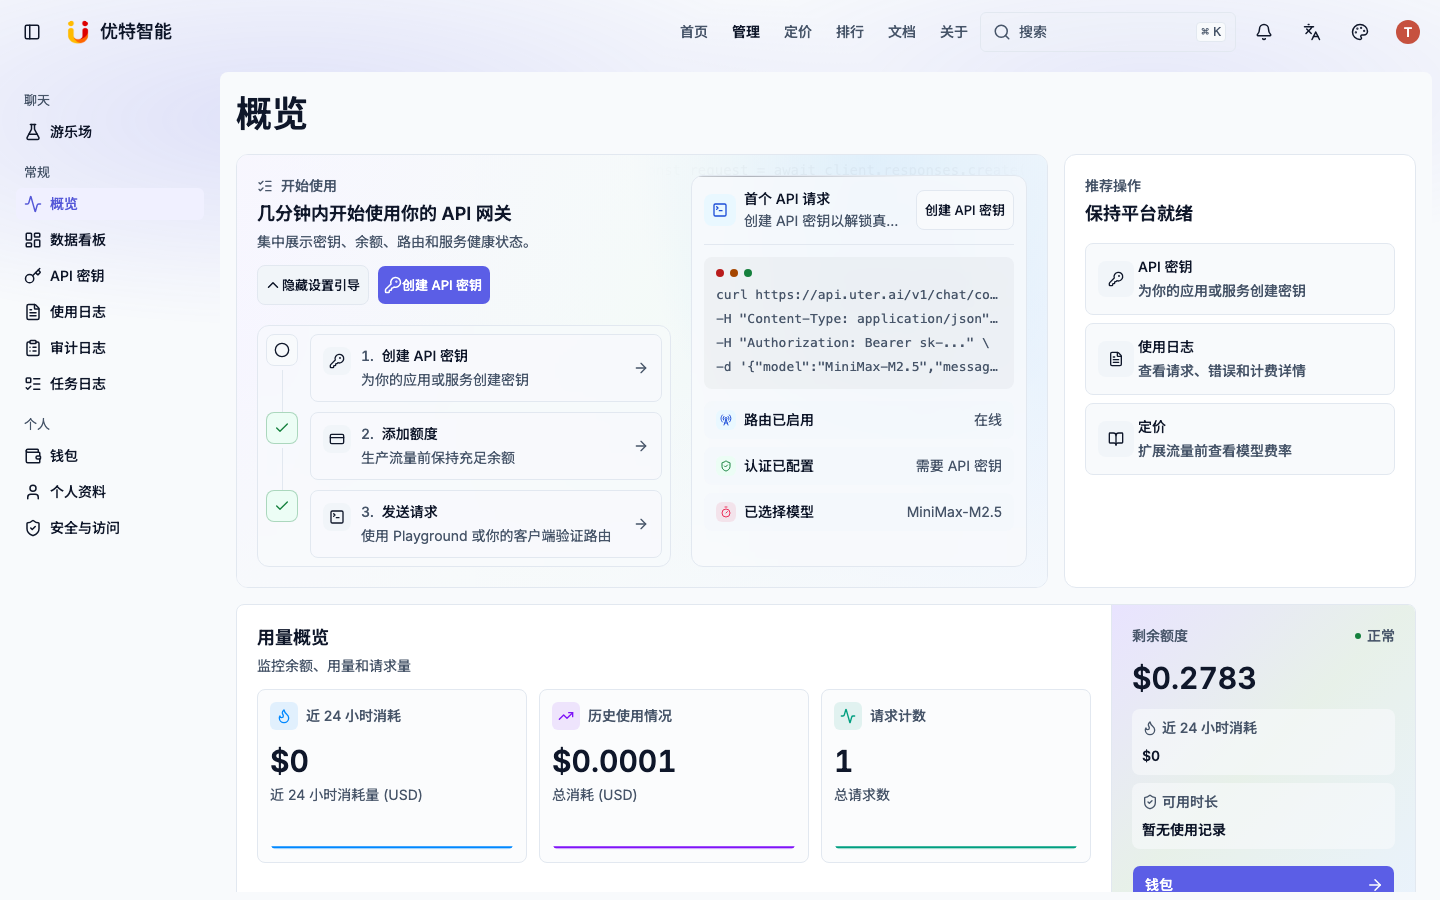 优特智能
首页
管理
定价
排行
文档
关于
搜索
⌘ K
T
聊天
游乐场
常规
概览
数据看板
API 密钥
使用日志
审计日志
任务日志
个人
钱包
个人资料
安全与访问
概览
开始使用
几分钟内开始使用你的 API 网关
集中展示密钥、余额、路由和服务健康状态。
隐藏设置引导
创建 API 密钥
1. 创建 API 密钥
为你的应用或服务创建密钥
2. 添加额度
生产流量前保持充足余额
3. 发送请求
使用 Playground 或你的客户端验证路由
= await client.responses.crea
首个 API 请求
创建 API 密钥以解锁真...
创建 API 密钥
curl https://api.uter.ai/v1/chat/co…
-H "Content-Type: application/json"…
-H "Authorization: Bearer sk-..." \
-d '{"model":"MiniMax-M2.5","messag…
路由已启用
在线
认证已配置
需要 API 密钥
已选择模型
MiniMax-M2.5
推荐操作
保持平台就绪
API 密钥
为你的应用或服务创建密钥
使用日志
查看请求、错误和计费详情
定价
扩展流量前查看模型费率
用量概览
监控余额、用量和请求量
近 24 小时消耗
$0
近 24 小时消耗量 (USD)
历史使用情况
$0.0001
总消耗 (USD)
请求计数
1
总请求数
剩余额度
正常
$0.2783
近 24 小时消耗
$0
可用时长
暂无使用记录
钱包